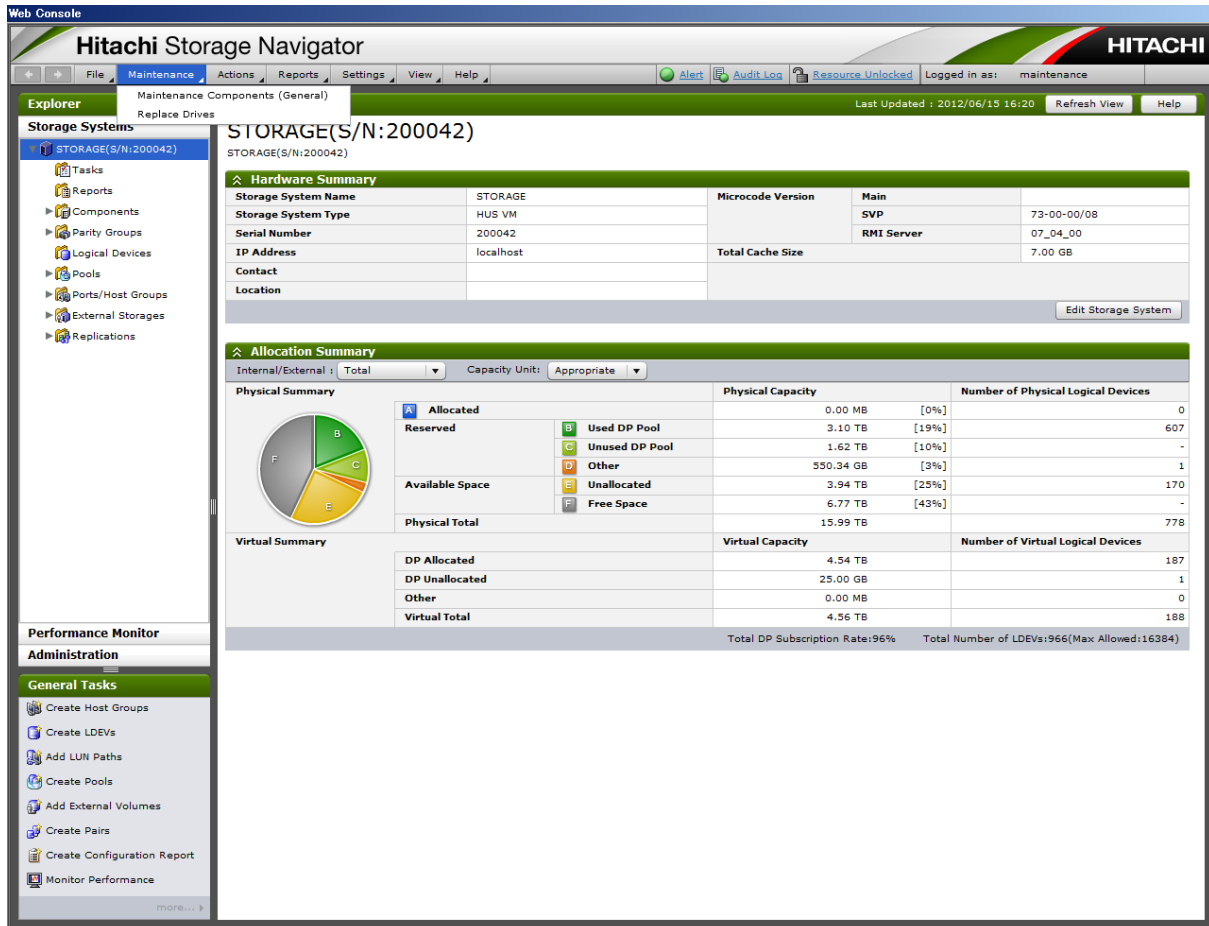 Web Console
Hitachi Storage Navigator
HITACHI
File Maintenance Actions Reports Settings View Help Alert Audit Log Resource Unlocked Logged in as: maintenance
Maintenance Components (General)
Replace Drives
Explorer
Last Updated : 2012/06/15 16:20 Refresh View Help
Storage Systems
STORAGE(S/N:200042)
Tasks
Reports
Components
Parity Groups
Logical Devices
Pools
Ports/Host Groups
External Storages
Replications
Performance Monitor
Administration
General Tasks
Create Host Groups
Create LDEVs
Add LUN Paths
Create Pools
Add External Volumes
Create Pairs
Create Configuration Report
Monitor Performance
more...
STORAGE(S/N:200042)
STORAGE(S/N:200042)
Hardware Summary
Storage System Name STORAGE Microcode Version Main
Storage System Type HUS VM SVP 73-00-00/08
Serial Number 200042 RMI Server 07_04_00
IP Address localhost Total Cache Size 7.00 GB
Contact
Location
Edit Storage System
Allocation Summary
Internal/External : Total Capacity Unit: Appropriate
Physical Summary Physical Capacity Number of Physical Logical Devices
A Allocated 0.00 MB [0%] 0
Reserved B Used DP Pool 3.10 TB [19%] 607
C Unused DP Pool 1.62 TB [10%] -
D Other 550.34 GB [3%] 1
Available Space E Unallocated 3.94 TB [25%] 170
F Free Space 6.77 TB [43%] -
Physical Total 15.99 TB 778
B
C
E
F
Virtual Summary Virtual Capacity Number of Virtual Logical Devices
DP Allocated 4.54 TB 187
DP Unallocated 25.00 GB 1
Other 0.00 MB 0
Virtual Total 4.56 TB 188
Total DP Subscription Rate:96% Total Number of LDEVs:966(Max Allowed:16384)